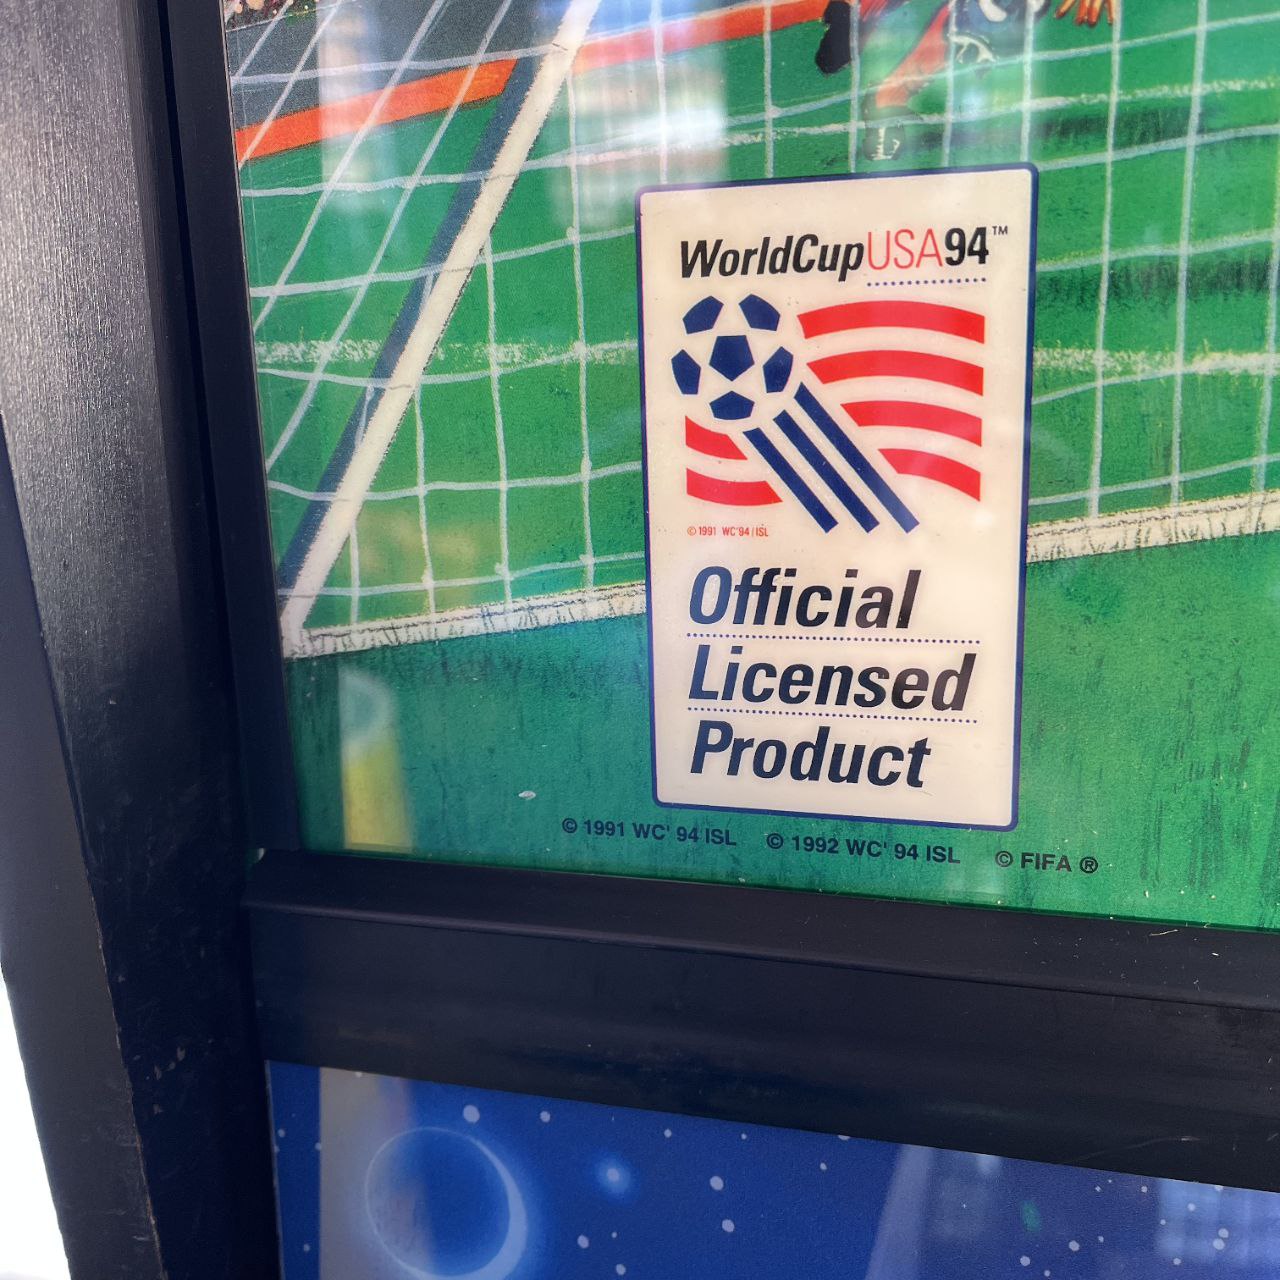 WorldCupUSA94™
© 1991 WC'94/ISL
Official
Licensed
Product
© 1991 WC' 94 ISL © 1992 WC' 94 ISL © FIFA ®